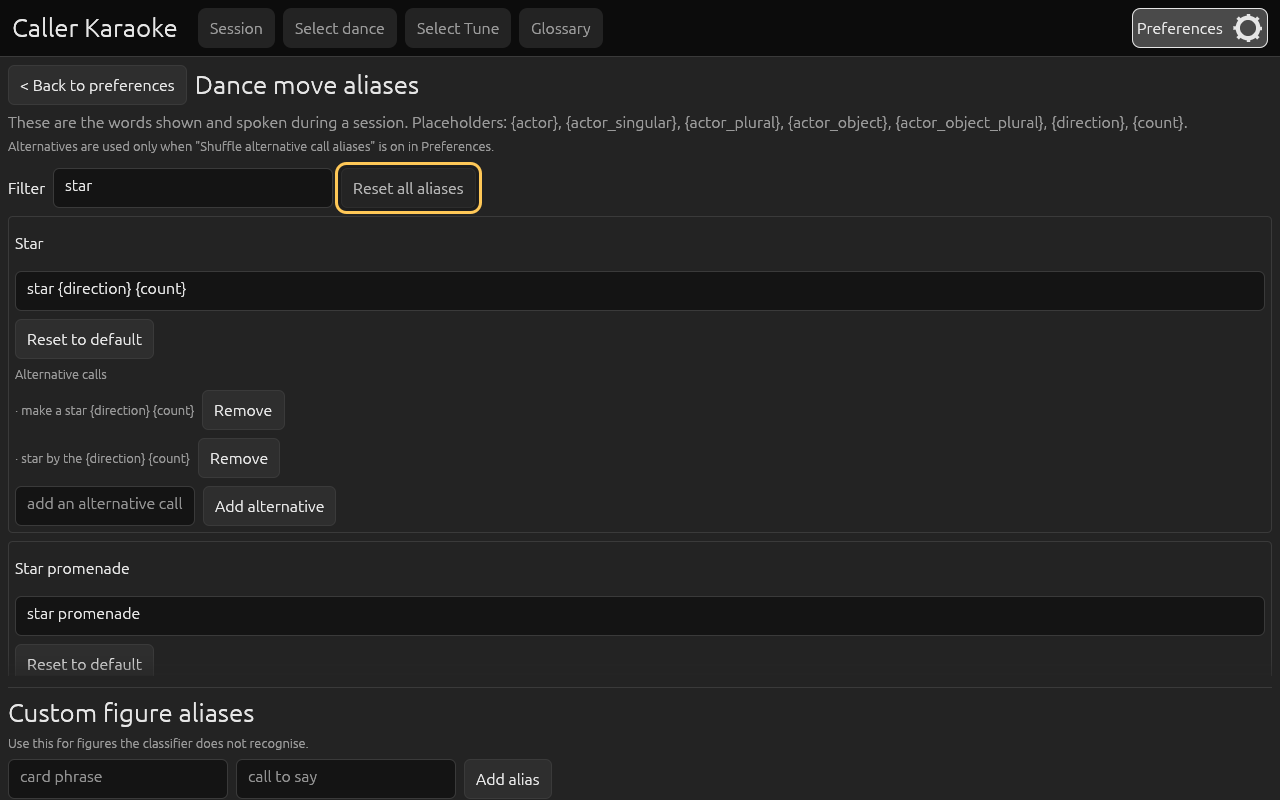 Caller Karaoke Session Select dance Select Tune Glossary Preferences
< Back to preferences Dance move aliases
These are the words shown and spoken during a session. Placeholders: {actor}, {actor_singular}, {actor_plural}, {actor_object}, {actor_object_plural}, {direction}, {count}.
Alternatives are used only when "Shuffle alternative call aliases" is on in Preferences.
Filter star Reset all aliases
Star
star {direction} {count}
Reset to default
Alternative calls
· make a star {direction} {count} Remove
· star by the {direction} {count} Remove
add an alternative call Add alternative
Star promenade
star promenade
Reset to default
Custom figure aliases
Use this for figures the classifier does not recognise.
card phrase call to say Add alias